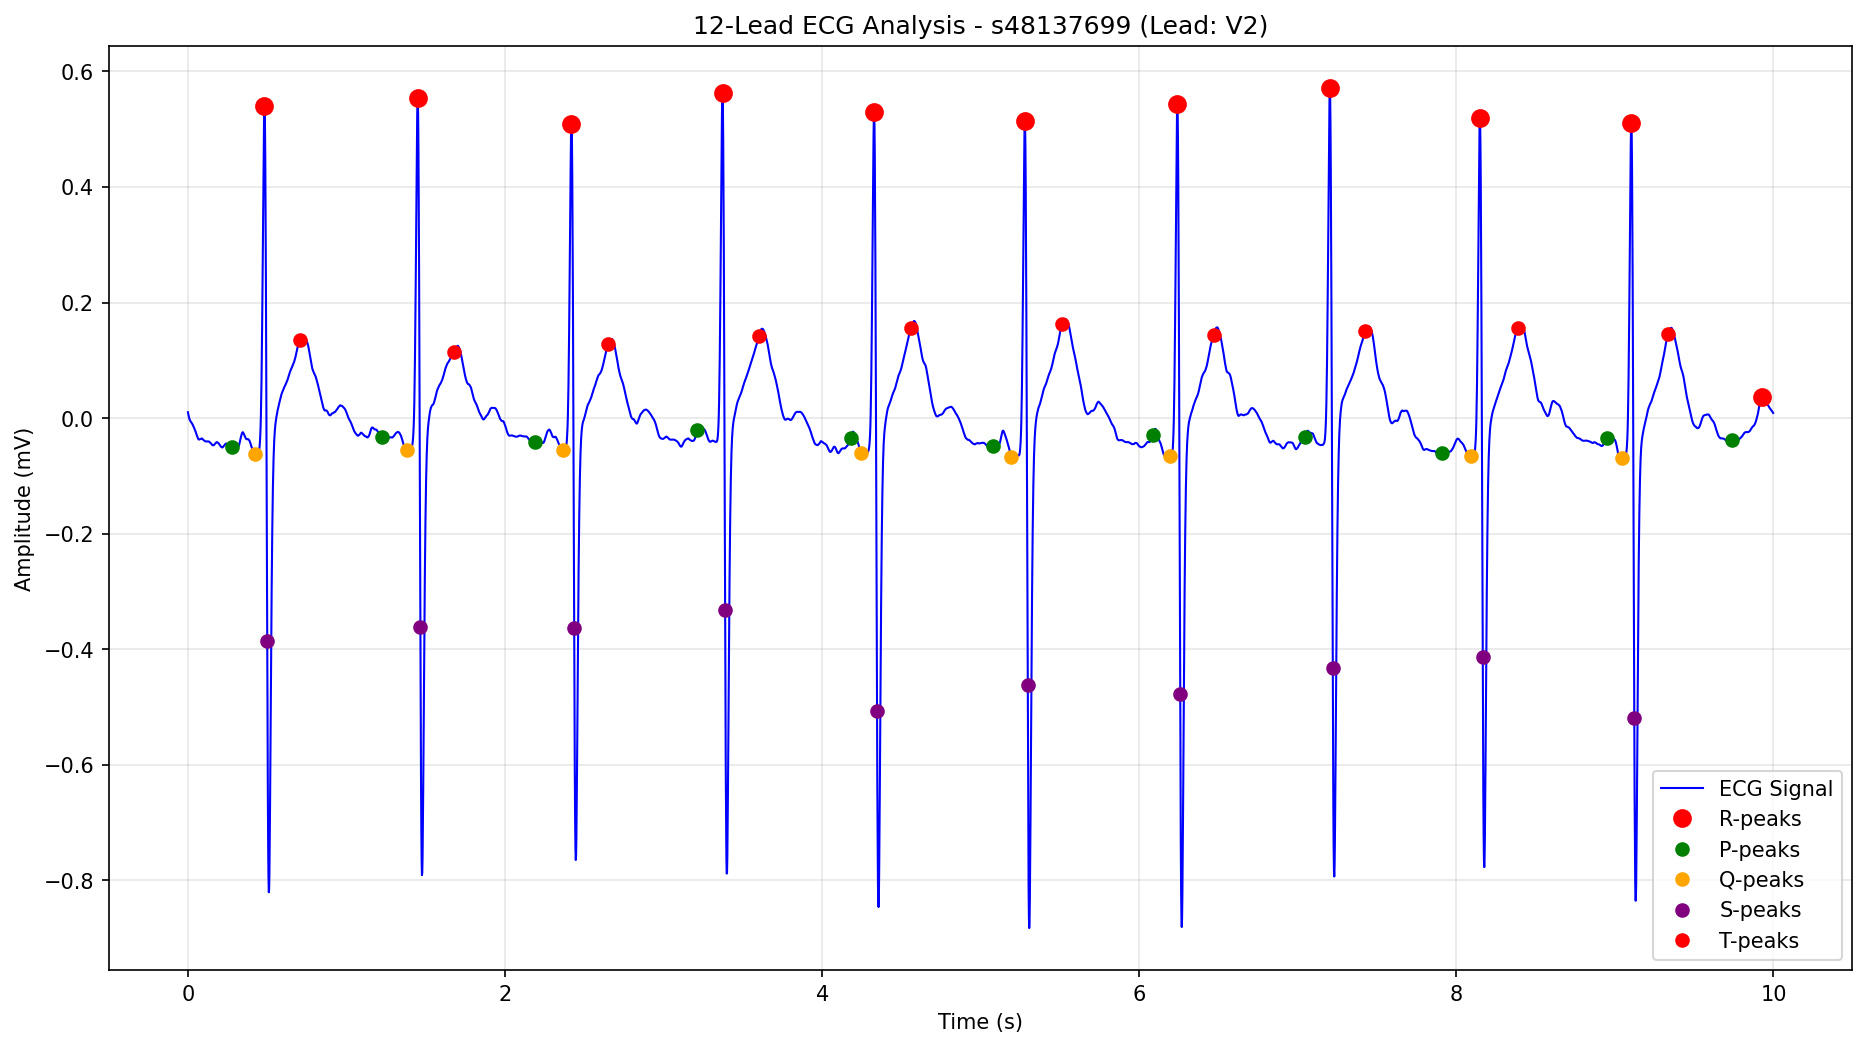 12-Lead ECG Analysis - s48137699 (Lead: V2)
Amplitude (mV)
0.6
0.4
0.2
0.0
−0.2
−0.4
−0.6
−0.8
0
2
4
6
8
10
Time (s)
ECG Signal
R-peaks
P-peaks
Q-peaks
S-peaks
T-peaks